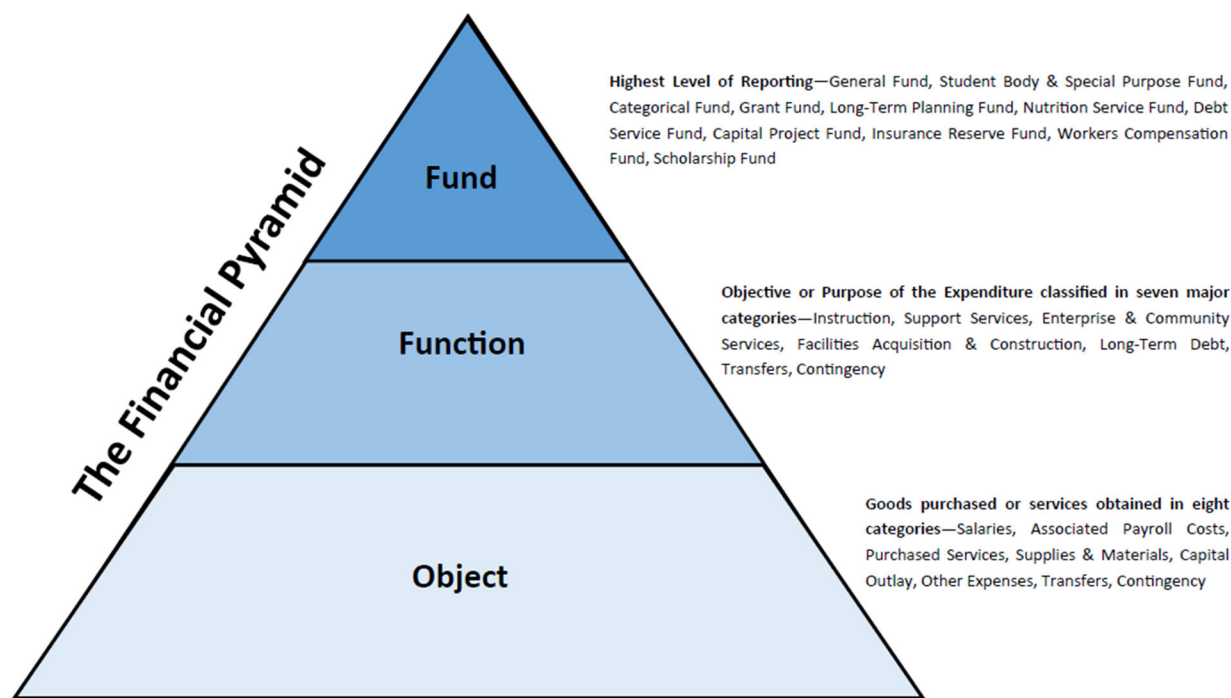 The Financial Pyramid
Highest Level of Reporting—General Fund, Student Body & Special Purpose Fund,
Categorical Fund, Grant Fund, Long-Term Planning Fund, Nutrition Service Fund, Debt
Service Fund, Capital Project Fund, Insurance Reserve Fund, Workers Compensation
Fund, Scholarship Fund
Fund
Objective or Purpose of the Expenditure classified in seven major
categories—Instruction, Support Services, Enterprise & Community
Services, Facilities Acquisition & Construction, Long-Term Debt,
Transfers, Contingency
Function
Goods purchased or services obtained in eight
categories—Salaries, Associated Payroll Costs,
Purchased Services, Supplies & Materials, Capital
Outlay, Other Expenses, Transfers, Contingency
Object